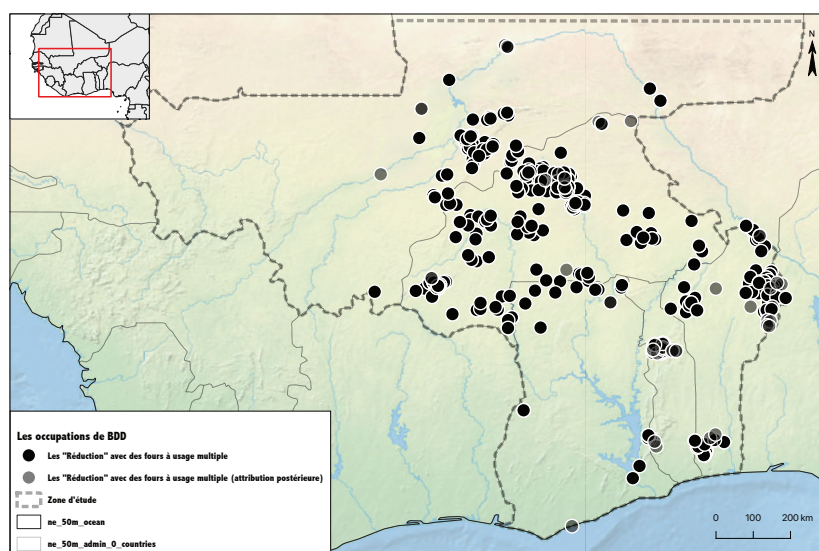 N
Les occupations de BDD
Les "Réduction" avec des fours à usage multiple
Les "Réduction" avec des fours à usage multiple (attribution postérieure)
Zone d'étude
ne_50m_ocean
ne_50m_admin_0_countries
0 100 200 km